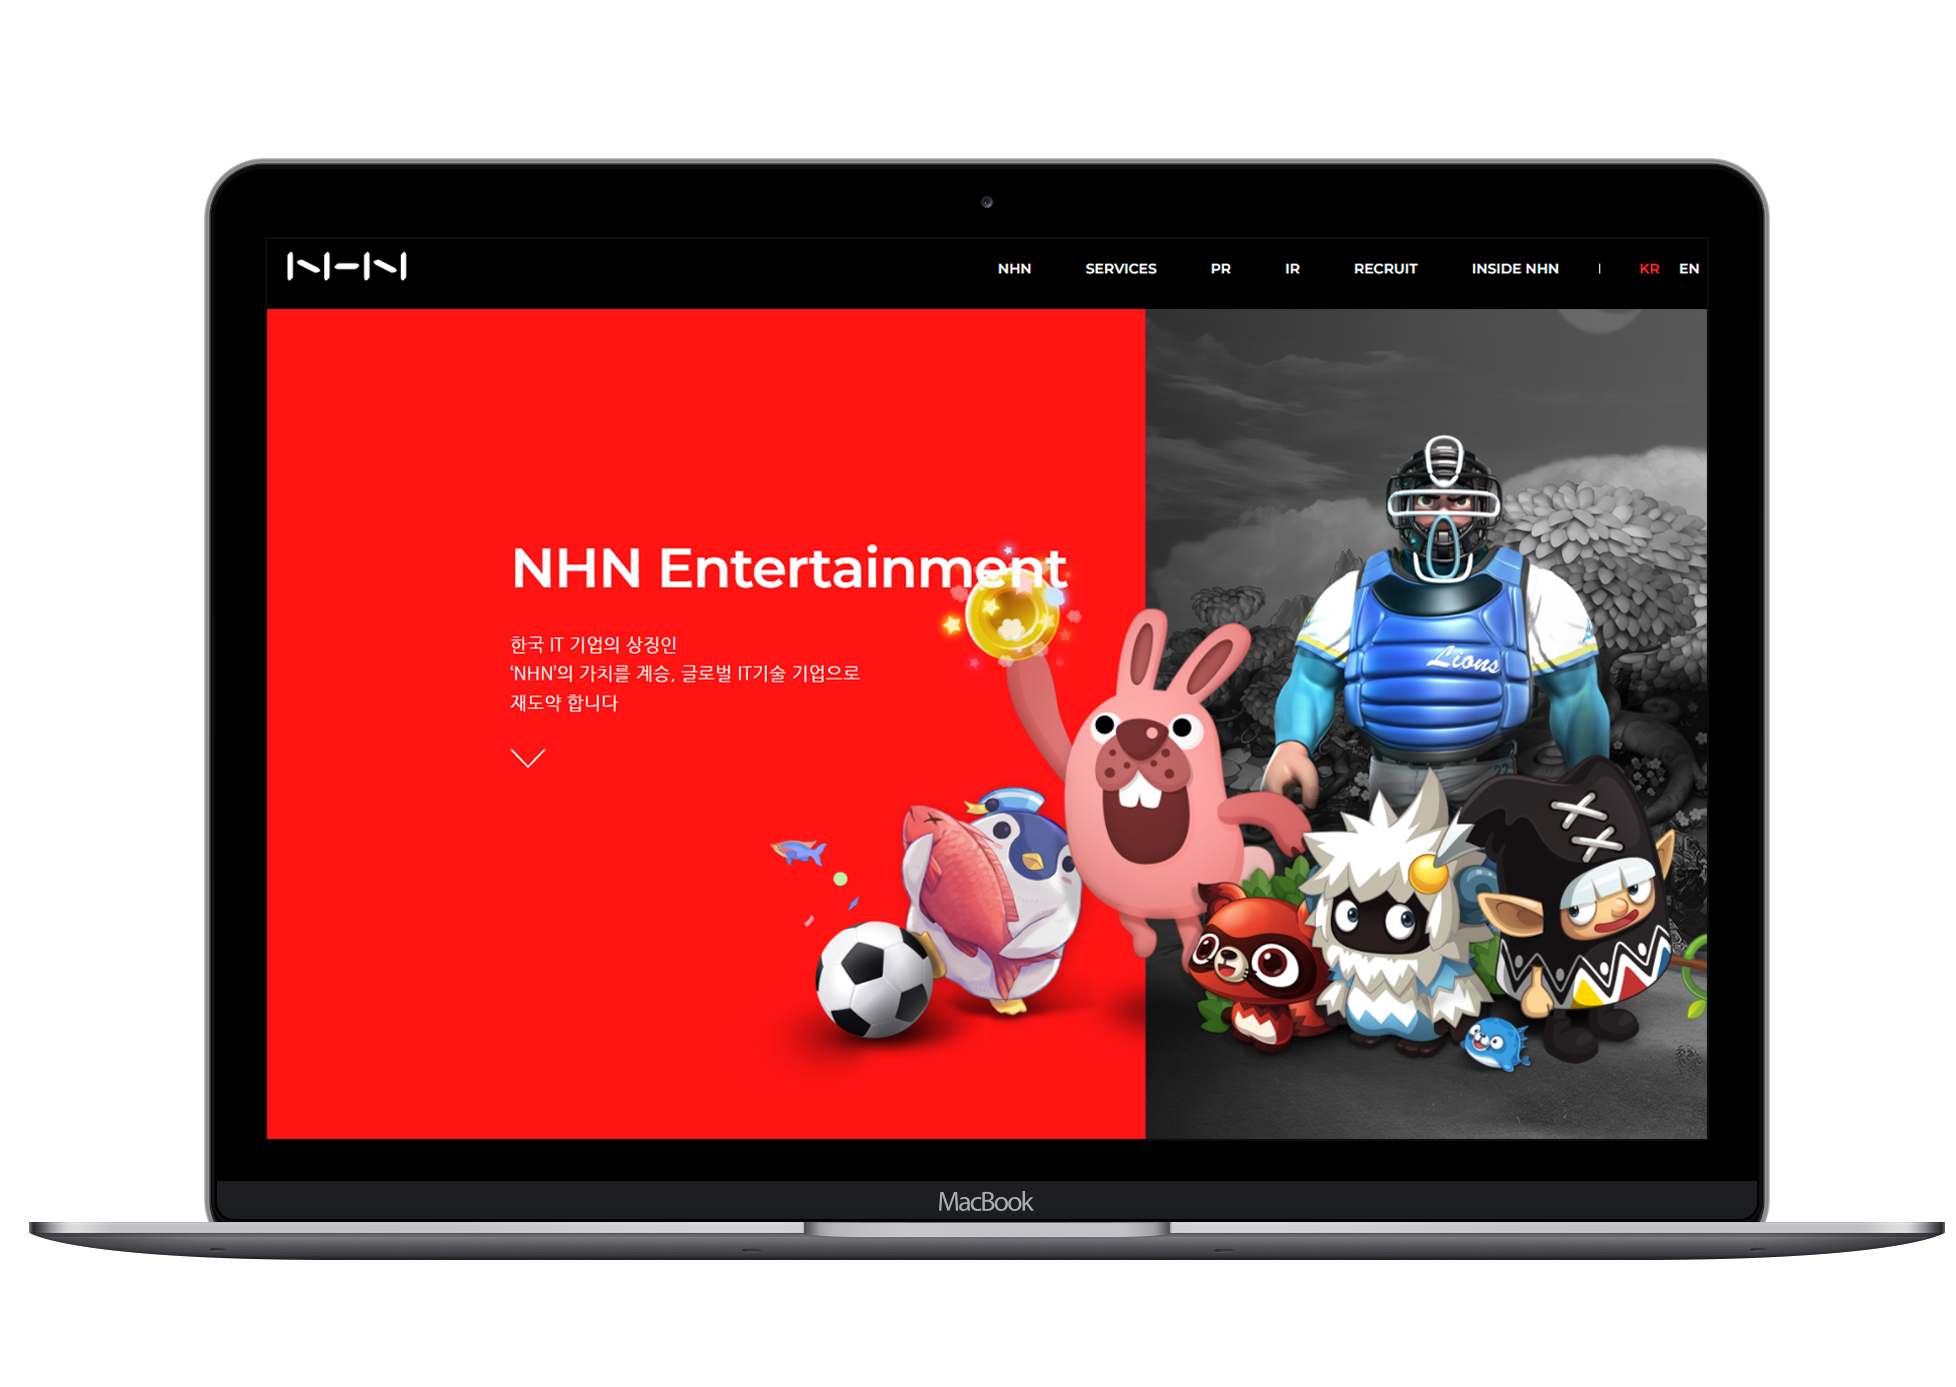 NHN
NHN SERVICES PR IR RECRUIT INSIDE NHN | KR EN
NHN Entertainment
한국 IT 기업의 상징인
‘NHN’의 가치를 계승, 글로벌 IT기술 기업으로
재도약 합니다
Lions
MacBook